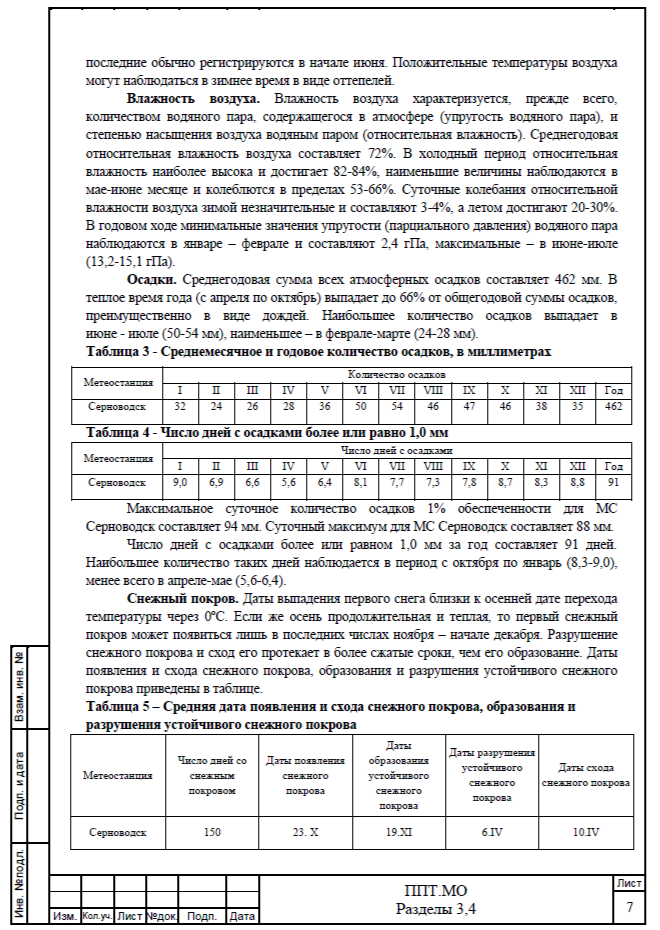 последние обычно регистрируются в начале июня. Положительные температуры воздуха
могут наблюдаться в зимнее время в виде оттепелей.
Влажность воздуха. Влажность воздуха характеризуется, прежде всего,
количеством водяного пара, содержащегося в атмосфере (упругость водяного пара), и
степенью насыщения воздуха водяным паром (относительная влажность). Среднегодовая
относительная влажность воздуха составляет 72%. В холодный период относительная
влажность наиболее высока и достигает 82-84%, наименьшие величины наблюдаются в
мае-июне месяце и колеблются в пределах 53-66%. Суточные колебания относительной
влажности воздуха зимой незначительные и составляют 3-4%, а летом достигают 20-30%.
В годовом ходе минимальные значения упругости (парциального давления) водяного пара
наблюдаются в январе – феврале и составляют 2,4 гПа, максимальные – в июне-июле
(13,2-15,1 гПа).
Осадки. Среднегодовая сумма всех атмосферных осадков составляет 462 мм. В
теплое время года (с апреля по октябрь) выпадает до 66% от общегодовой суммы осадков,
преимущественно в виде дождей. Наибольшее количество осадков выпадает в
июне - июле (50-54 мм), наименьшее – в феврале-марте (24-28 мм).
Таблица 3 - Среднемесячное и годовое количество осадков, в миллиметрах
Метеостанция Количество осадков
I II III IV V VI VII VIII IX X XI XII Год
Серноводск 32 24 26 28 36 50 54 46 47 46 38 35 462
Таблица 4 - Число дней с осадками более или равно 1,0 мм
Метеостанция Число дней с осадками
I II III IV V VI VII VIII IX X XI XII Год
Серноводск 9,0 6,9 6,6 5,6 6,4 8,1 7,7 7,3 7,8 8,7 8,3 8,8 91
Максимальное суточное количество осадков 1% обеспеченности для МС
Серноводск составляет 94 мм. Суточный максимум для МС Серноводск составляет 88 мм.
Число дней с осадками более или равном 1,0 мм за год составляет 91 дней.
Наибольшее количество таких дней наблюдается в период с октября по январь (8,3-9,0),
менее всего в апреле-мае (5,6-6,4).
Снежный покров. Даты выпадения первого снега близки к осенней дате перехода
температуры через 0°С. Если же осень продолжительная и теплая, то первый снежный
покров может появиться лишь в последних числах ноября – начале декабря. Разрушение
снежного покрова и сход его протекает в более сжатые сроки, чем его образование. Даты
появления и схода снежного покрова, образования и разрушения устойчивого снежного
покрова приведены в таблице.
Таблица 5 – Средняя дата появления и схода снежного покрова, образования и
разрушения устойчивого снежного покрова
Метеостанция
Число дней со
снежным
покровом
Даты появления
снежного
покрова
Даты
образования
устойчивого
снежного
покрова
Даты разрушения
устойчивого
снежного
покрова
Даты схода
снежного покрова
Серноводск 150 23. X 19.XI 6.IV 10.IV
Взам. инв. №
Подп. и дата
Инв. №подл.
Изм. Кол.уч. Лист №док. Подп. Дата
ППТ.МО
Разделы 3,4
Лист
7